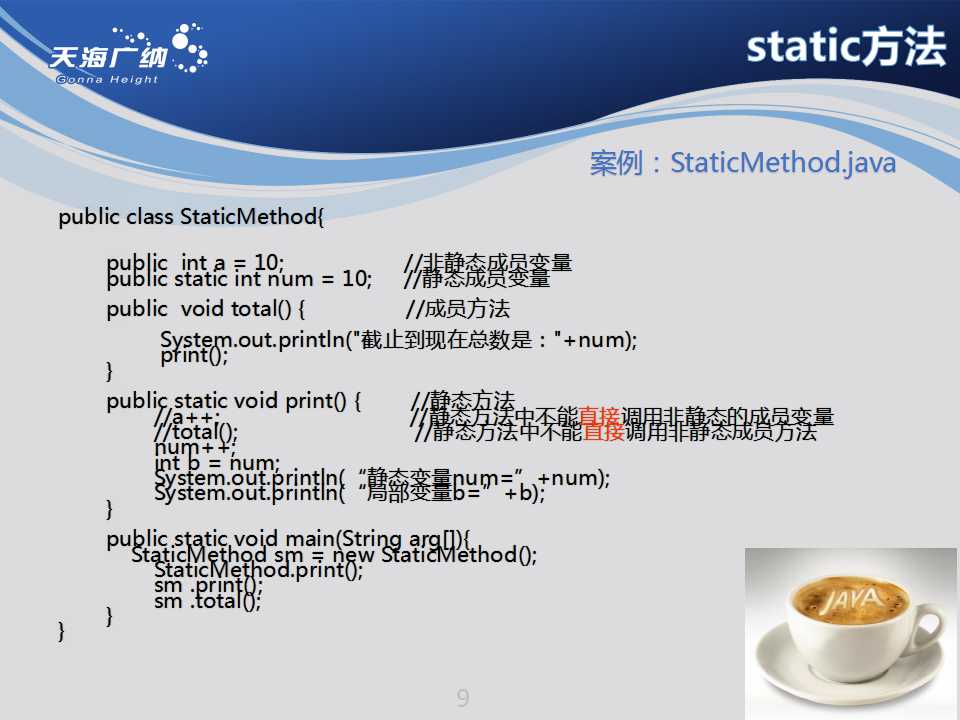 天海广纳
Gonna Height
static方法
案例：StaticMethod.java
public class StaticMethod{
public  int a = 10;                    //非静态成员变量
public static int num = 10;     //静态成员变量
public  void total() {                 //成员方法
System.out.println("截止到现在总数是："+num);
print();
}
public static void print() {        //静态方法
//a++;                                //静态方法中不能直接调用非静态的成员变量
//total();                             //静态方法中不能直接调用非静态成员方法
num++;
int b = num;
System.out.println(“静态变量num=”+num);
System.out.println(“局部变量b=”+b);
}
public static void main(String arg[]){
StaticMethod sm = new StaticMethod();
StaticMethod.print();
sm .print();
sm .total();
}
}
JAVA
9